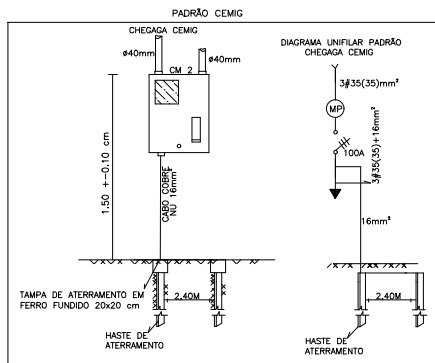 PADRÃO CEMIG
CHEGAGA CEMIG
ø40mm
ø40mm
CM 2
1.50 +-0.10 cm
CABO COBRE
NU 16mm²
TAMPA DE ATERRAMENTO EM
FERRO FUNDIDO 20x20 cm
2,40M
HASTE DE
ATERRAMENTO
DIAGRAMA UNIFILAR PADRÃO
CHEGAGA CEMIG
3#35(35)mm²
MP
100A
3#35(35)+16mm²
16mm²
2,40M
HASTE DE
ATERRAMENTO